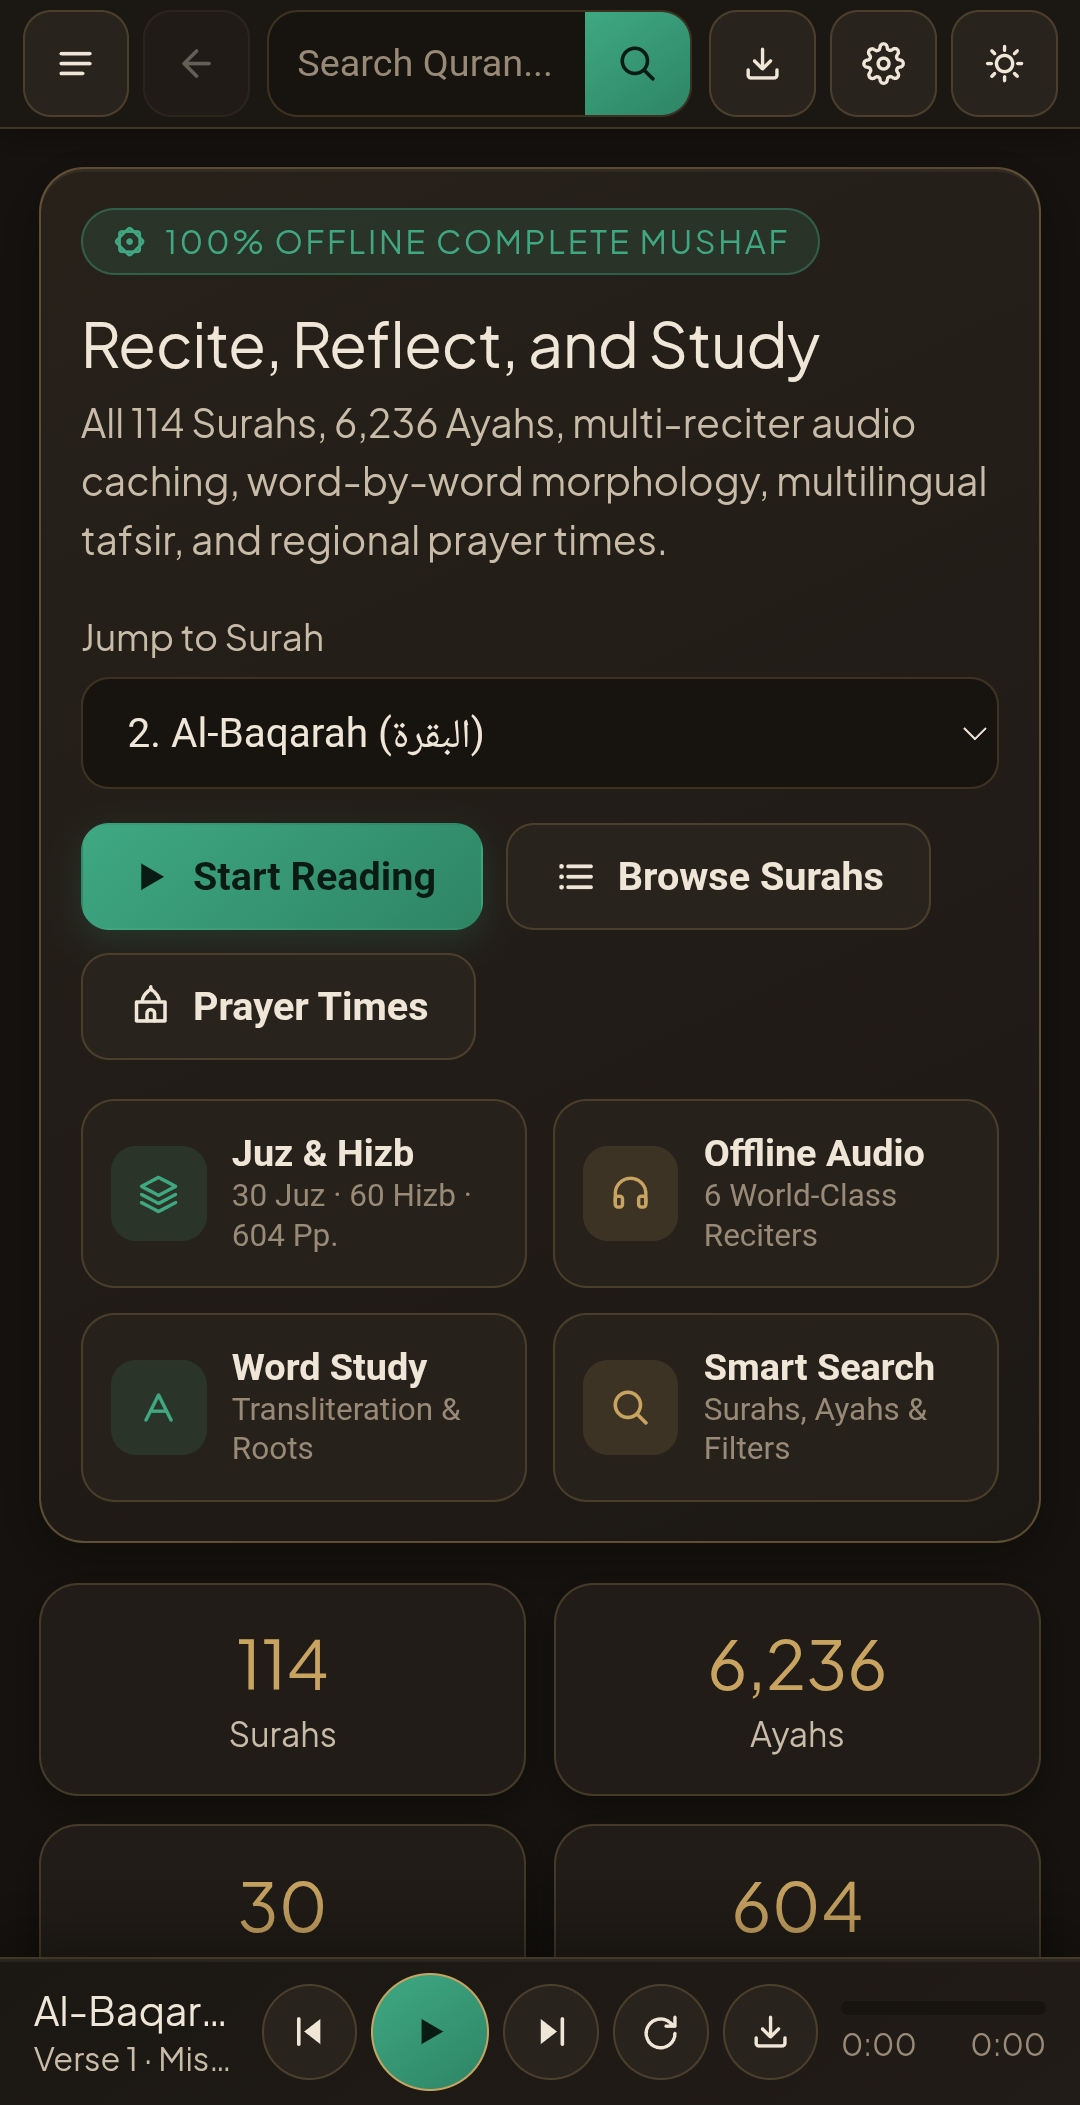 Search Quran...
100% OFFLINE COMPLETE MUSHAF
Recite, Reflect, and Study
All 114 Surahs, 6,236 Ayahs, multi-reciter audio
caching, word-by-word morphology, multilingual
tafsir, and regional prayer times.
Jump to Surah
2. Al-Baqarah (البقرة)
Start Reading
Browse Surahs
Prayer Times
Juz & Hizb
30 Juz · 60 Hizb ·
604 Pp.
Offline Audio
6 World-Class
Reciters
Word Study
Transliteration &
Roots
Smart Search
Surahs, Ayahs &
Filters
114
Surahs
6,236
Ayahs
30
604
Al-Baqar...
Verse 1 · Mis...
0:00
0:00